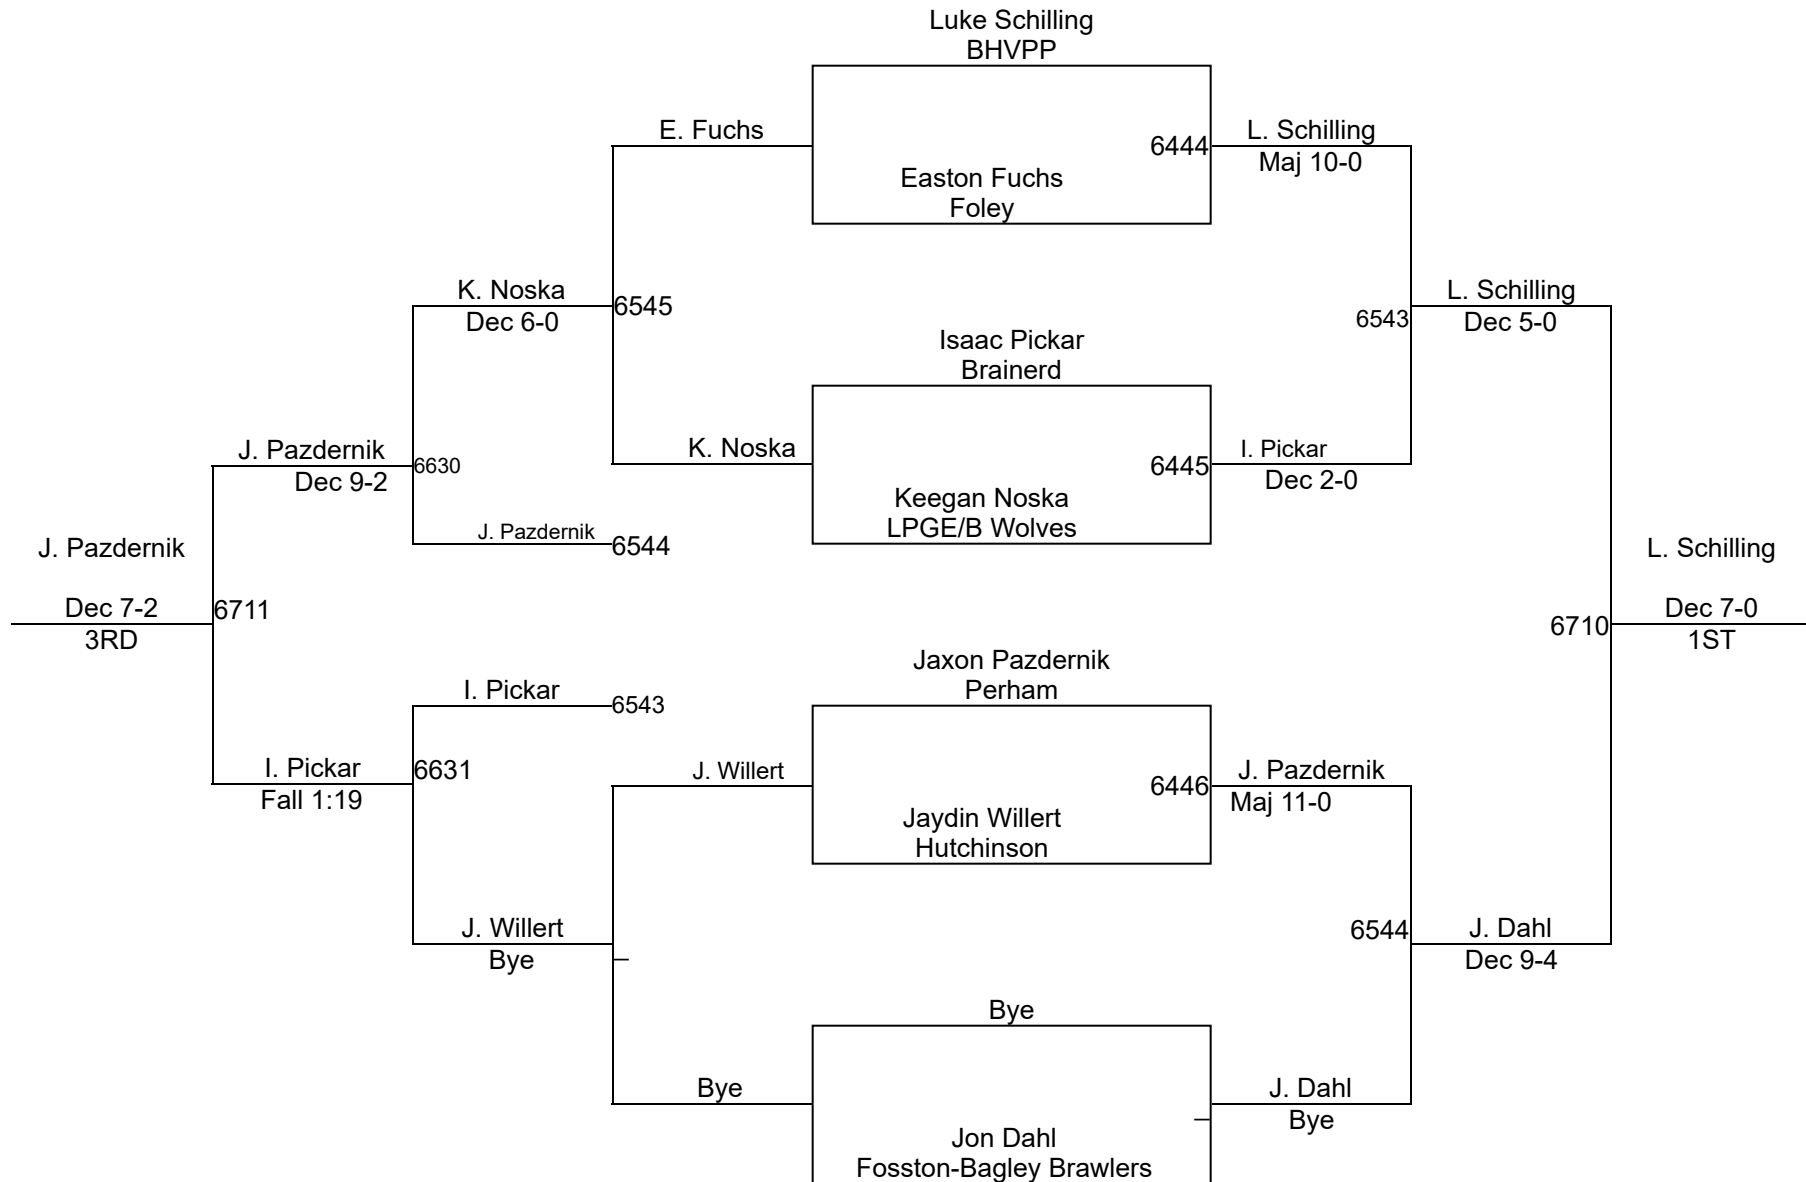 Luke Schilling
BHVPP
E. Fuchs
6444
L. Schilling
Maj 10-0
Easton Fuchs
Foley
K. Noska
Dec 6-0
6545
6543
L. Schilling
Dec 5-0
Isaac Pickar
Brainerd
J. Pazdernik
Dec 9-2
6630
K. Noska
6445
I. Pickar
Dec 2-0
Keegan Noska
LPGE/B Wolves
J. Pazdernik
6544
J. Pazdernik
Dec 7-2
3RD
6711
L. Schilling
6710
Dec 7-0
1ST
Jaxon Pazdernik
Perham
I. Pickar
6543
I. Pickar
Fall 1:19
6631
J. Willert
6446
J. Pazdernik
Maj 11-0
Jaydin Willert
Hutchinson
J. Willert
Bye
6544
J. Dahl
Dec 9-4
Bye
Bye
J. Dahl
Bye
Jon Dahl
Fosston-Bagley Brawlers